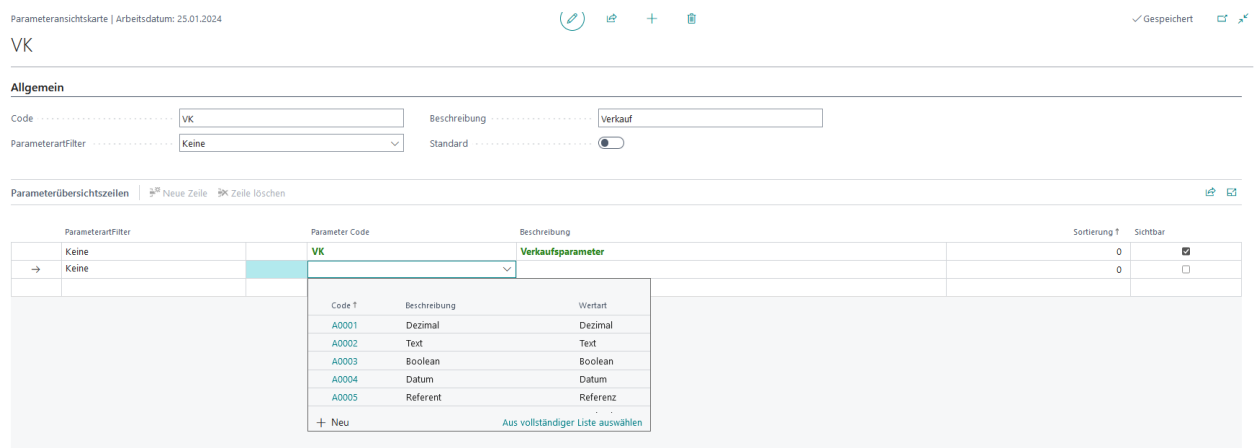 Parameteransichtskarte | Arbeitsdatum: 25.01.2024
Gespeichert
VK
Allgemein
Code VK
Beschreibung Verkauf
ParameterartFilter Keine
Standard
Parameterübersichtszeilen Neue Zeile Zeile löschen
ParameterartFilter Parameter Code Beschreibung Sortierung ↑ Sichtbar
Keine VK Verkaufsparameter 0
→ Keine 0
Code ↑ Beschreibung Wertart
A0001 Dezimal Dezimal
A0002 Text Text
A0003 Boolean Boolean
A0004 Datum Datum
A0005 Referent Referenz
+ Neu Aus vollständiger Liste auswählen